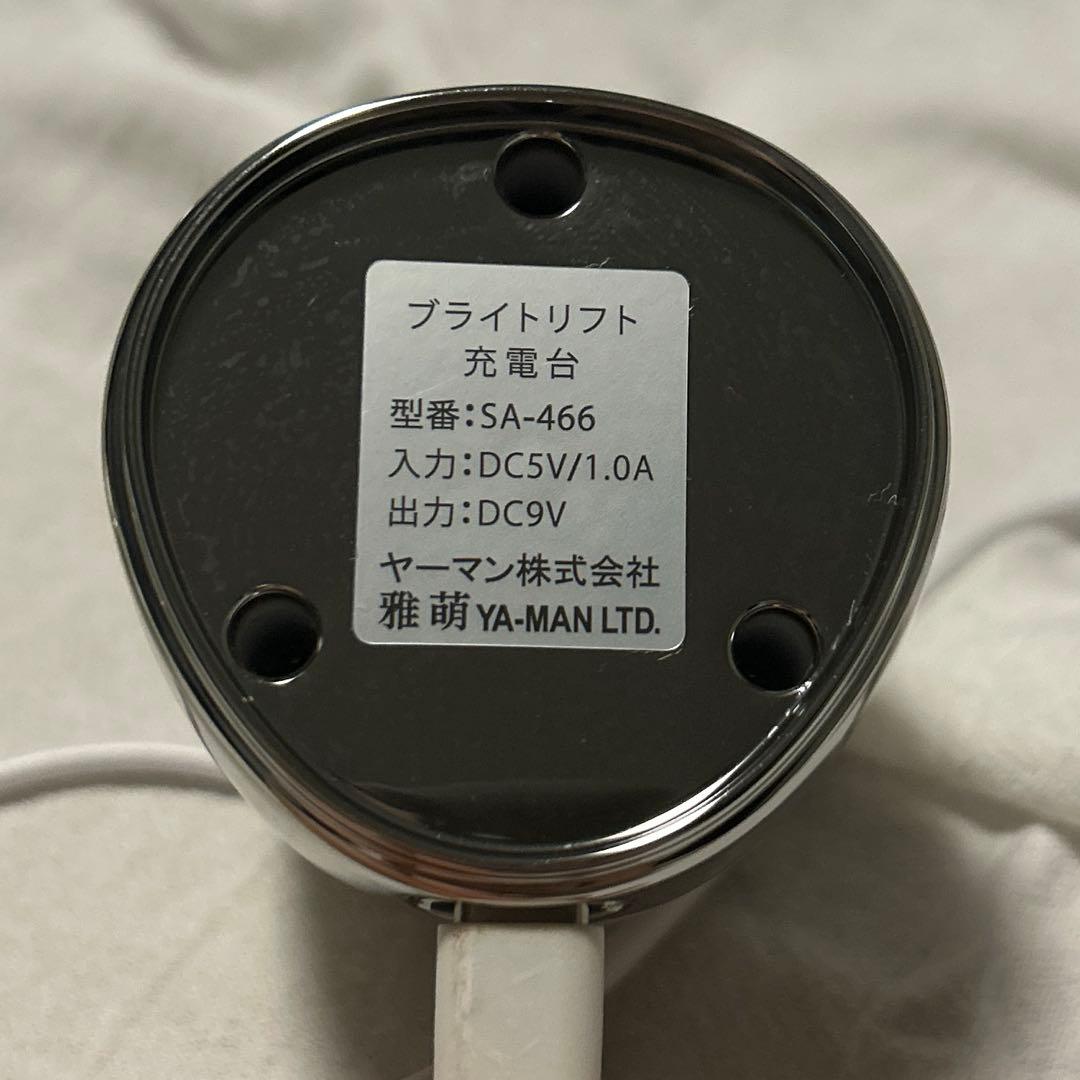 ブライトリフト
充電台
型番：SA-466
入力：DC5V/1.0A
出力：DC9V
ヤーマン株式会社
雅萌 YA-MAN LTD.